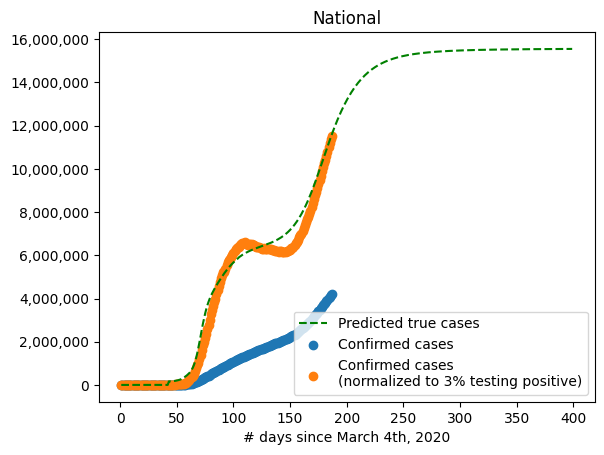 National
16,000,000
14,000,000
12,000,000
10,000,000
8,000,000
6,000,000
4,000,000
2,000,000
0
Predicted true cases
Confirmed cases
Confirmed cases
(normalized to 3% testing positive)
0 50 100 150 200 250 300 350 400
# days since March 4th, 2020